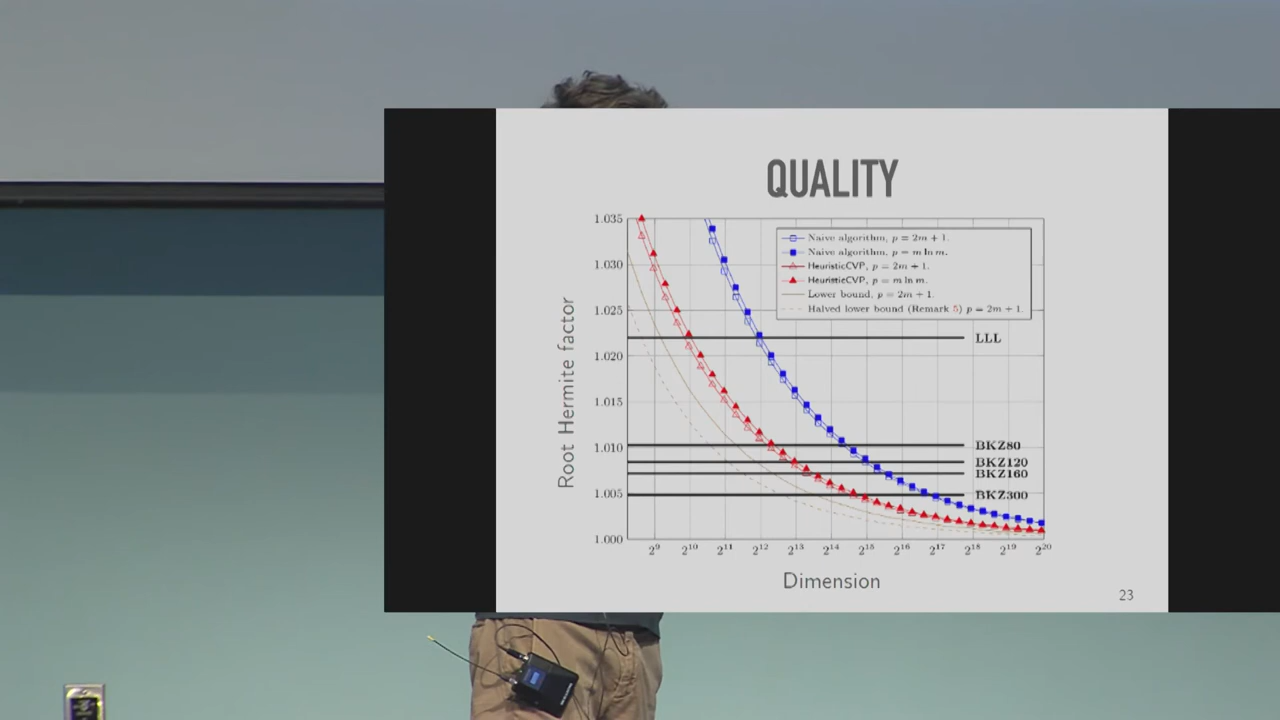 QUALITY
Root Hermite factor
1.035
1.030
1.025
1.020
1.015
1.010
1.005
1.000
Naive algorithm, p = 2m + 1.
Naive algorithm, p = m ln m.
HeuristicCVP, p = 2m + 1.
HeuristicCVP, p = m ln m.
Lower bound, p = 2m + 1.
Halved lower bound (Remark 5) p = 2m + 1.
LLL
BKZ80
BKZ120
BKZ160
BKZ300
2⁹ 2¹⁰ 2¹¹ 2¹² 2¹³ 2¹⁴ 2¹⁵ 2¹⁶ 2¹⁷ 2¹⁸ 2¹⁹ 2²⁰
Dimension
23